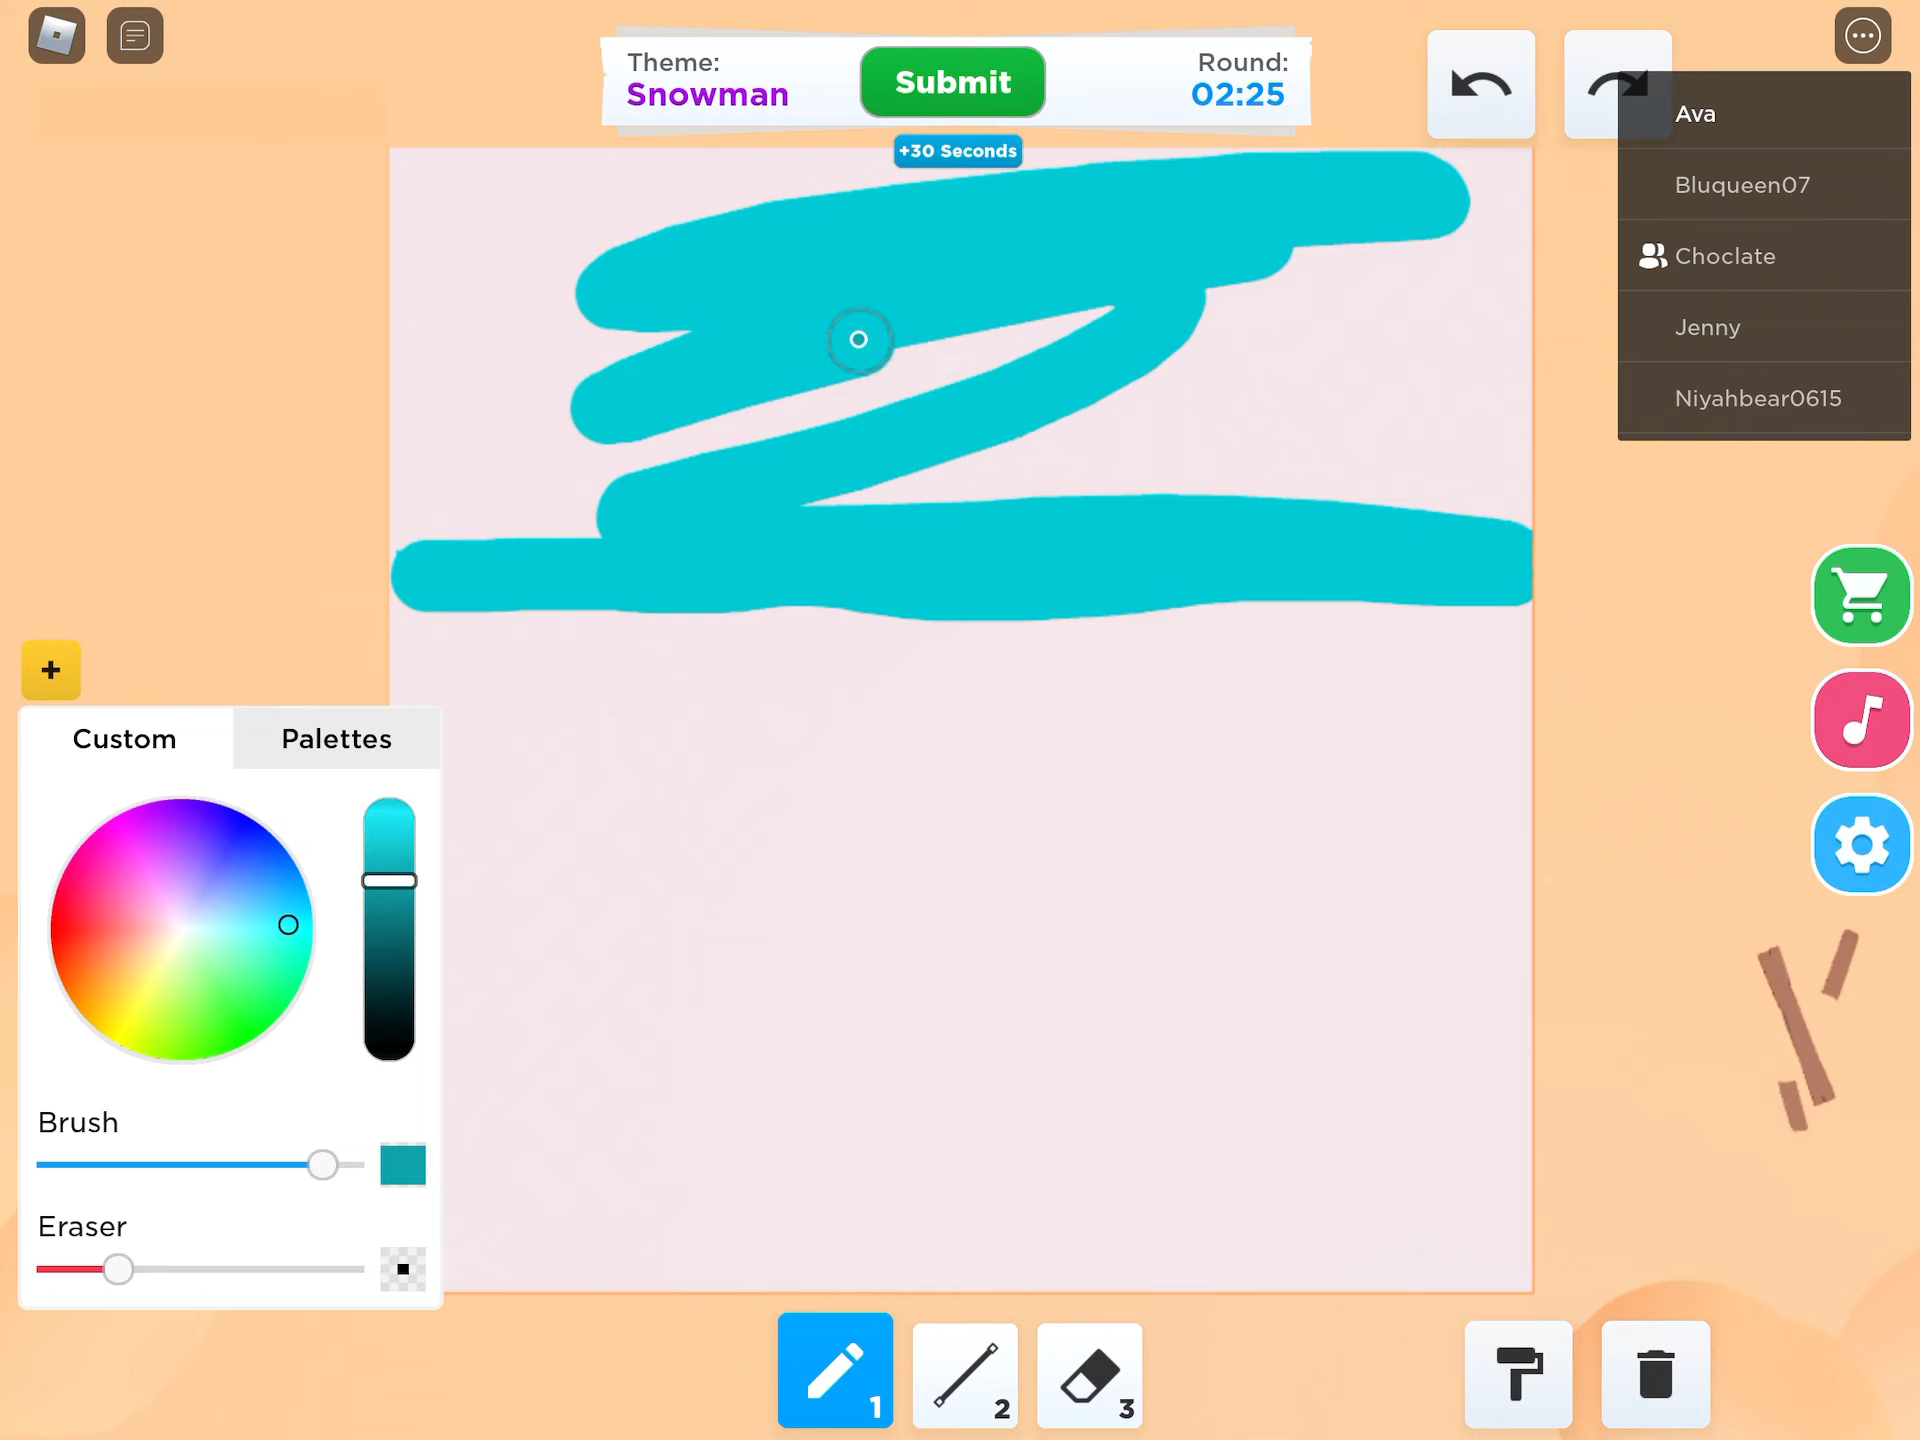 Theme:
Snowman
Submit
Round:
02:25
+30 Seconds
Ava
Bluqueen07
Choclate
Jenny
Niyahbear0615
+
Custom
Palettes
Brush
Eraser
1
2
3